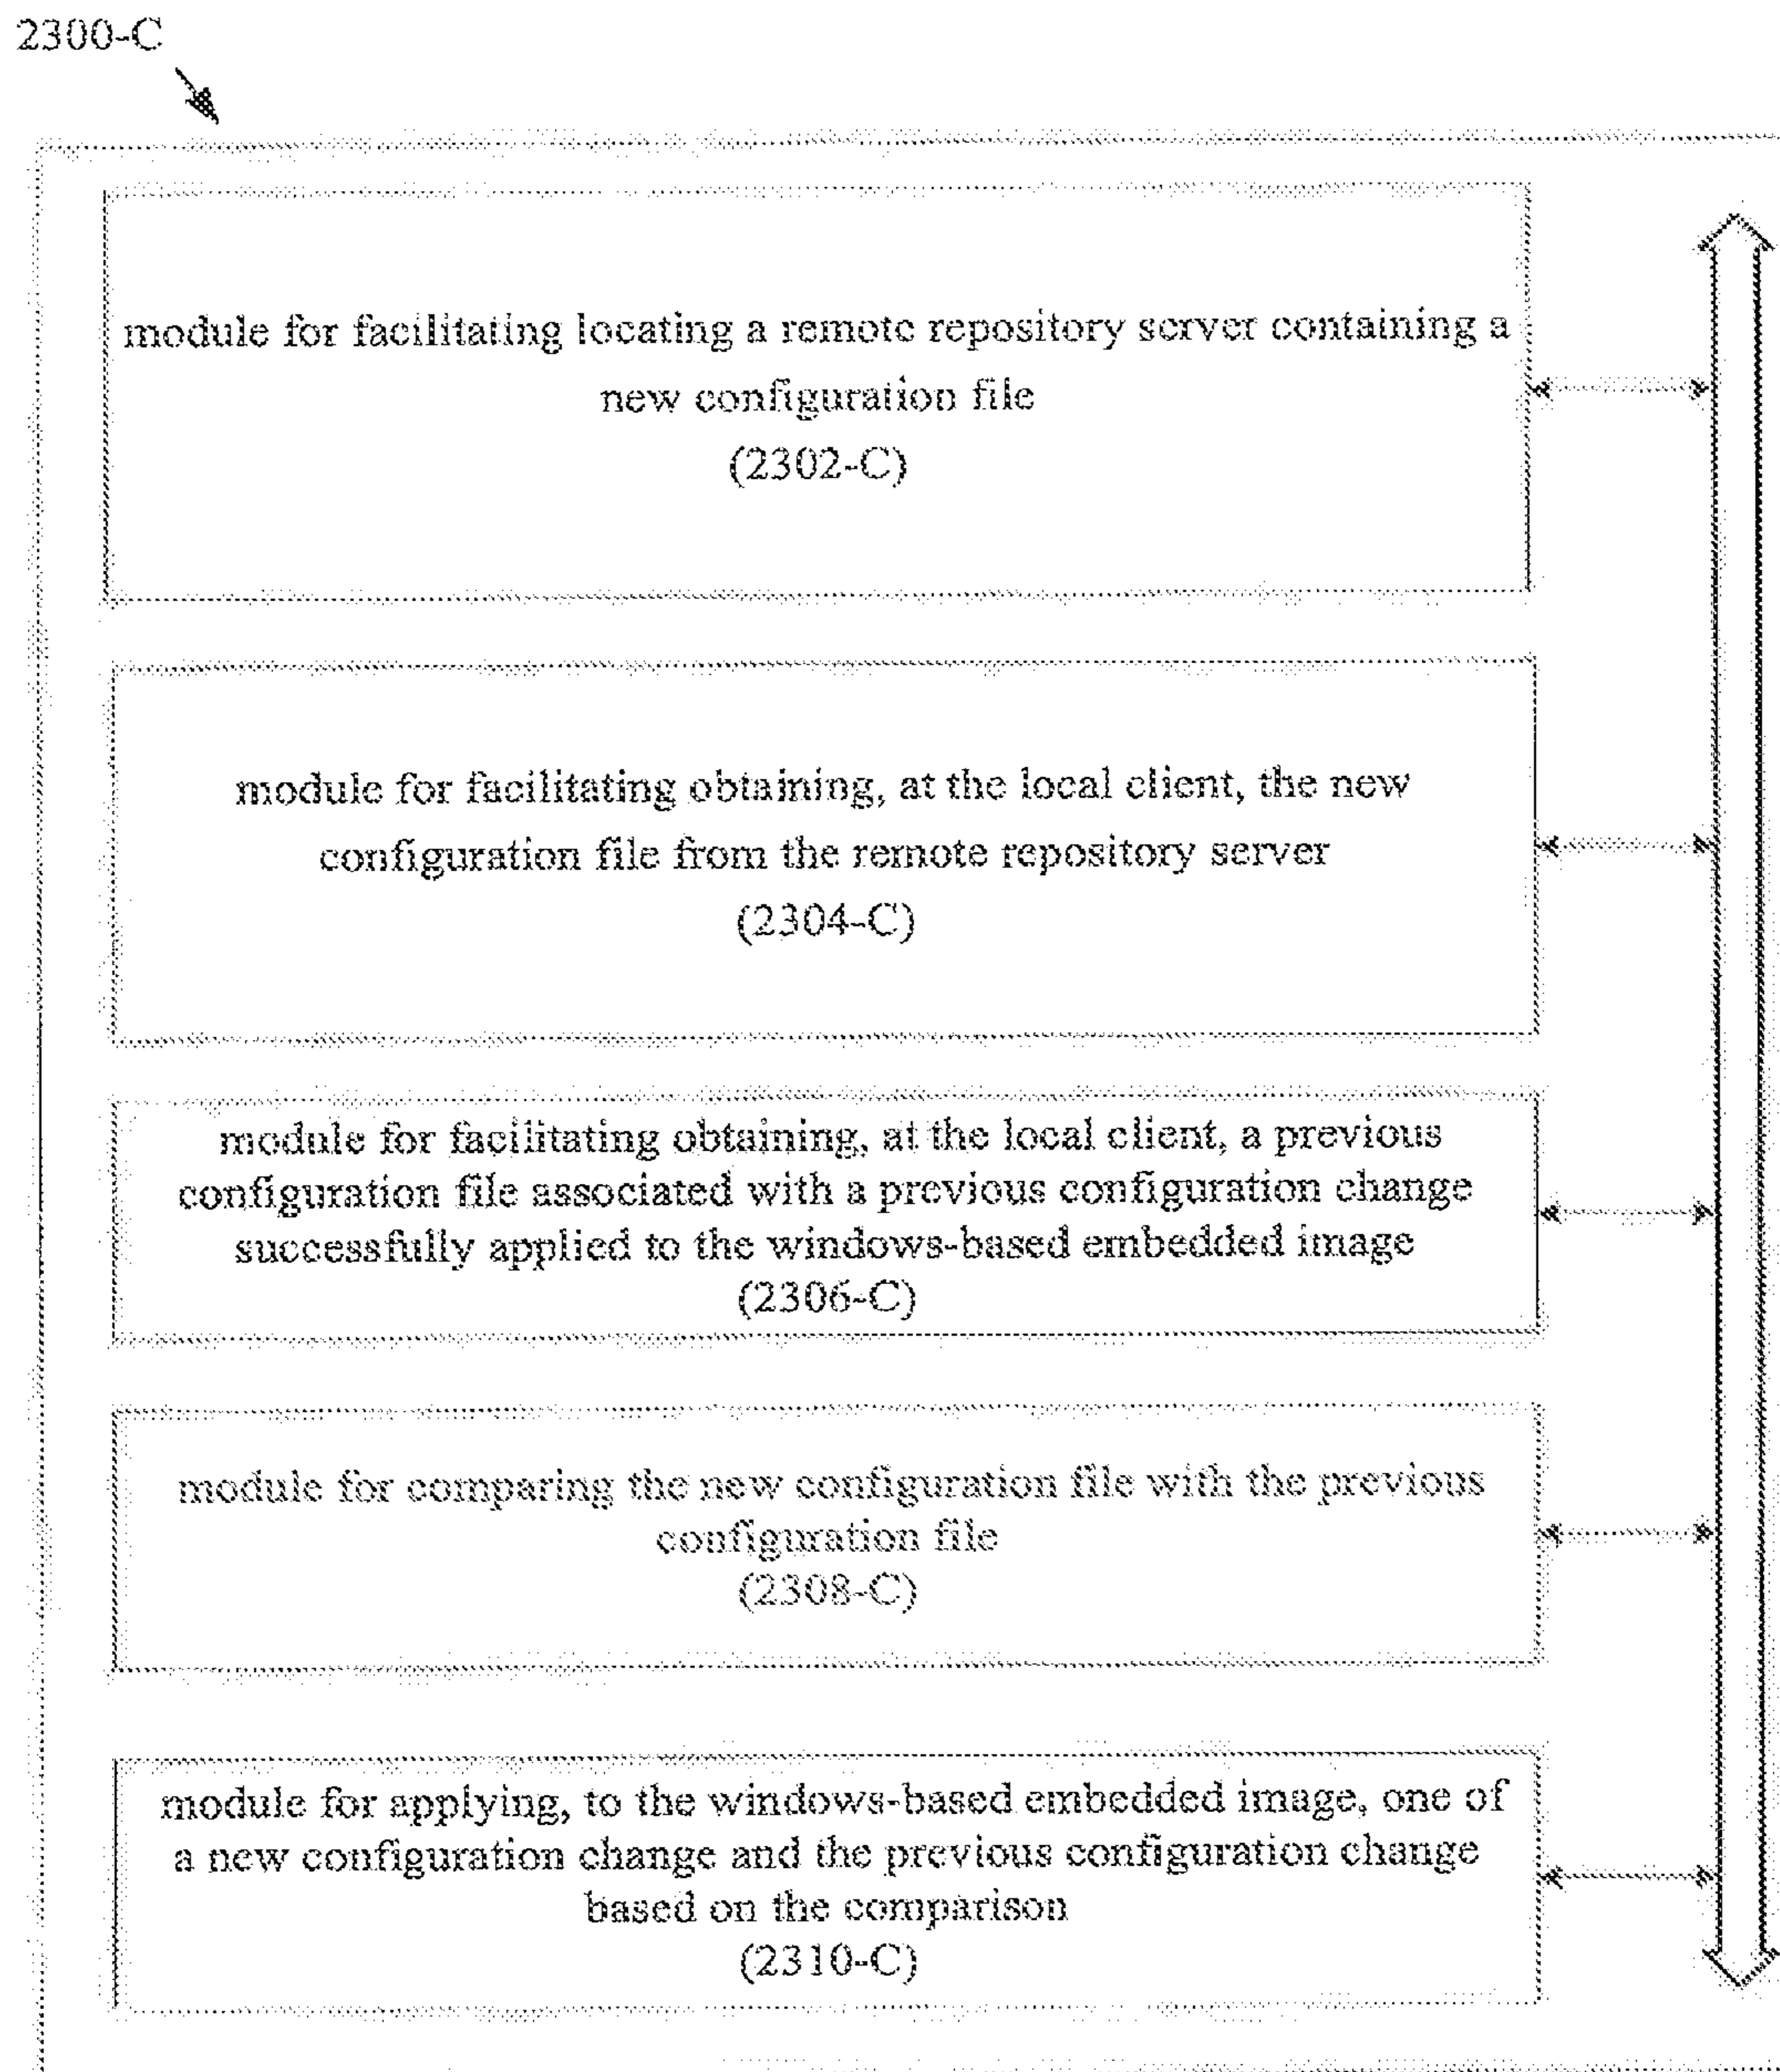 2300-C
module for facilitating locating a remote repository server containing a
new configuration file
(2302-C)
module for facilitating obtaining, at the local client, the new
configuration file from the remote repository server
(2304-C)
module for facilitating obtaining, at the local client, a previous
configuration file associated with a previous configuration change
successfully applied to the windows-based embedded image
(2306-C)
module for comparing the new configuration file with the previous
configuration file
(2308-C)
module for applying, to the windows-based embedded image, one of
a new configuration change and the previous configuration change
based on the comparison
(2310-C)